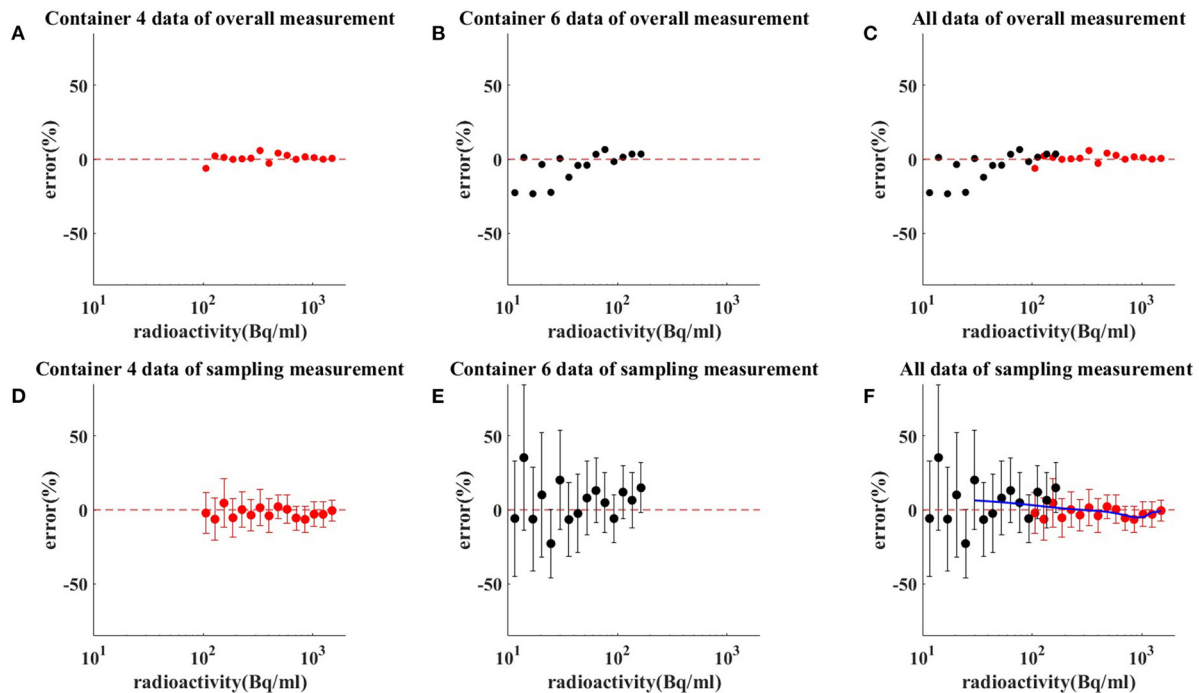 Container 4 data of overall measurement
A
50
0
-50
error(%)
10^1 10^2 10^3
radioactivity(Bq/ml)
Container 6 data of overall measurement
B
50
0
-50
error(%)
10^1 10^2 10^3
radioactivity(Bq/ml)
All data of overall measurement
C
50
0
-50
error(%)
10^1 10^2 10^3
radioactivity(Bq/ml)
Container 4 data of sampling measurement
D
50
0
-50
error(%)
10^1 10^2 10^3
radioactivity(Bq/ml)
Container 6 data of sampling measurement
E
50
0
-50
error(%)
10^1 10^2 10^3
radioactivity(Bq/ml)
All data of sampling measurement
F
50
0
-50
error(%)
10^1 10^2 10^3
radioactivity(Bq/ml)